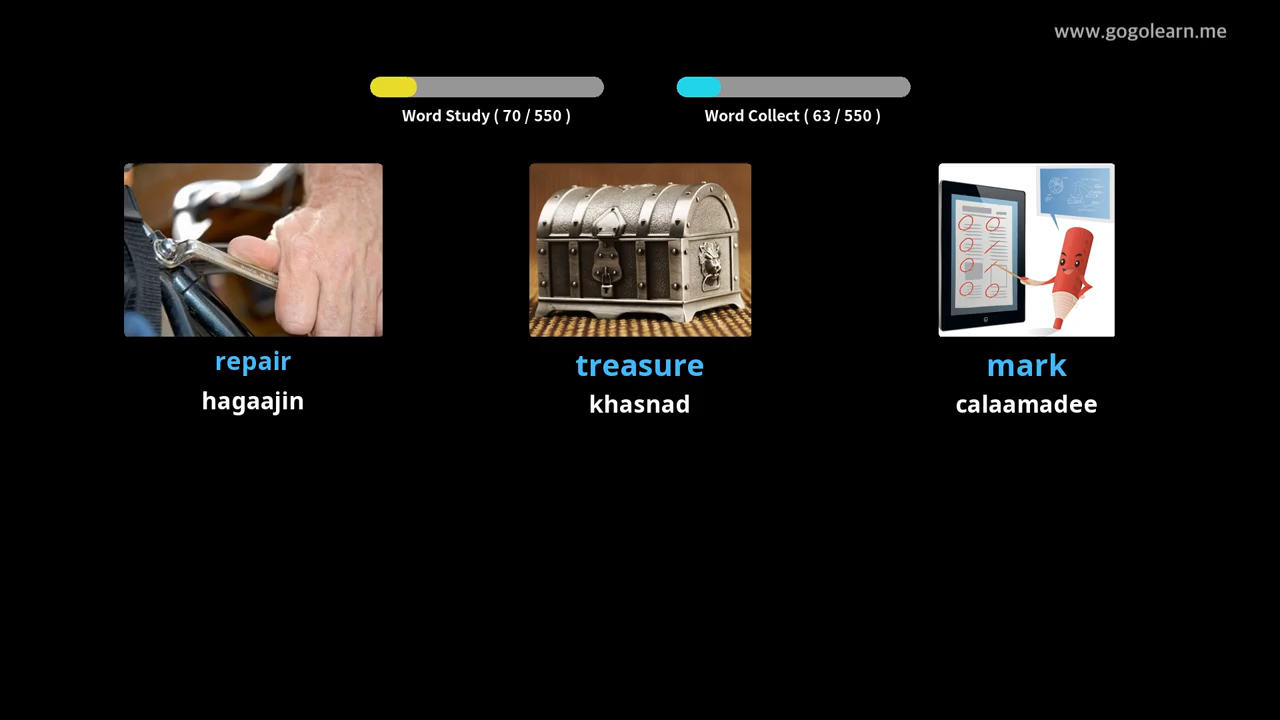 www.gogolearn.me
Word Study ( 70 / 550 )
Word Collect ( 63 / 550 )
repair
hagaajin
treasure
khasnad
mark
calaamadee